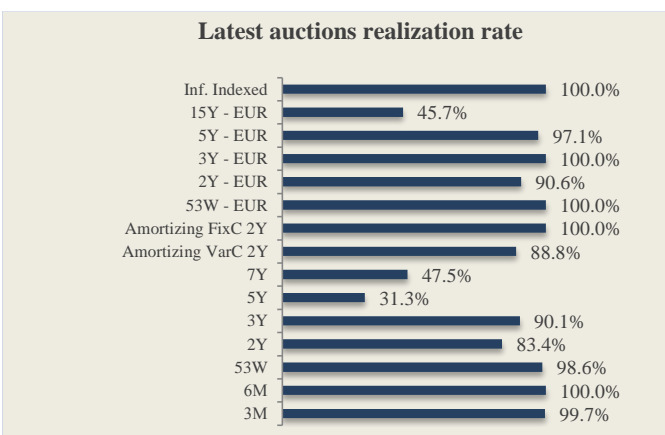 Latest auctions realization rate
Inf. Indexed 100.0%
15Y - EUR 45.7%
5Y - EUR 97.1%
3Y - EUR 100.0%
2Y - EUR 90.6%
53W - EUR 100.0%
Amortizing FixC 2Y 100.0%
Amortizing VarC 2Y 88.8%
7Y 47.5%
5Y 31.3%
3Y 90.1%
2Y 83.4%
53W 98.6%
6M 100.0%
3M 99.7%